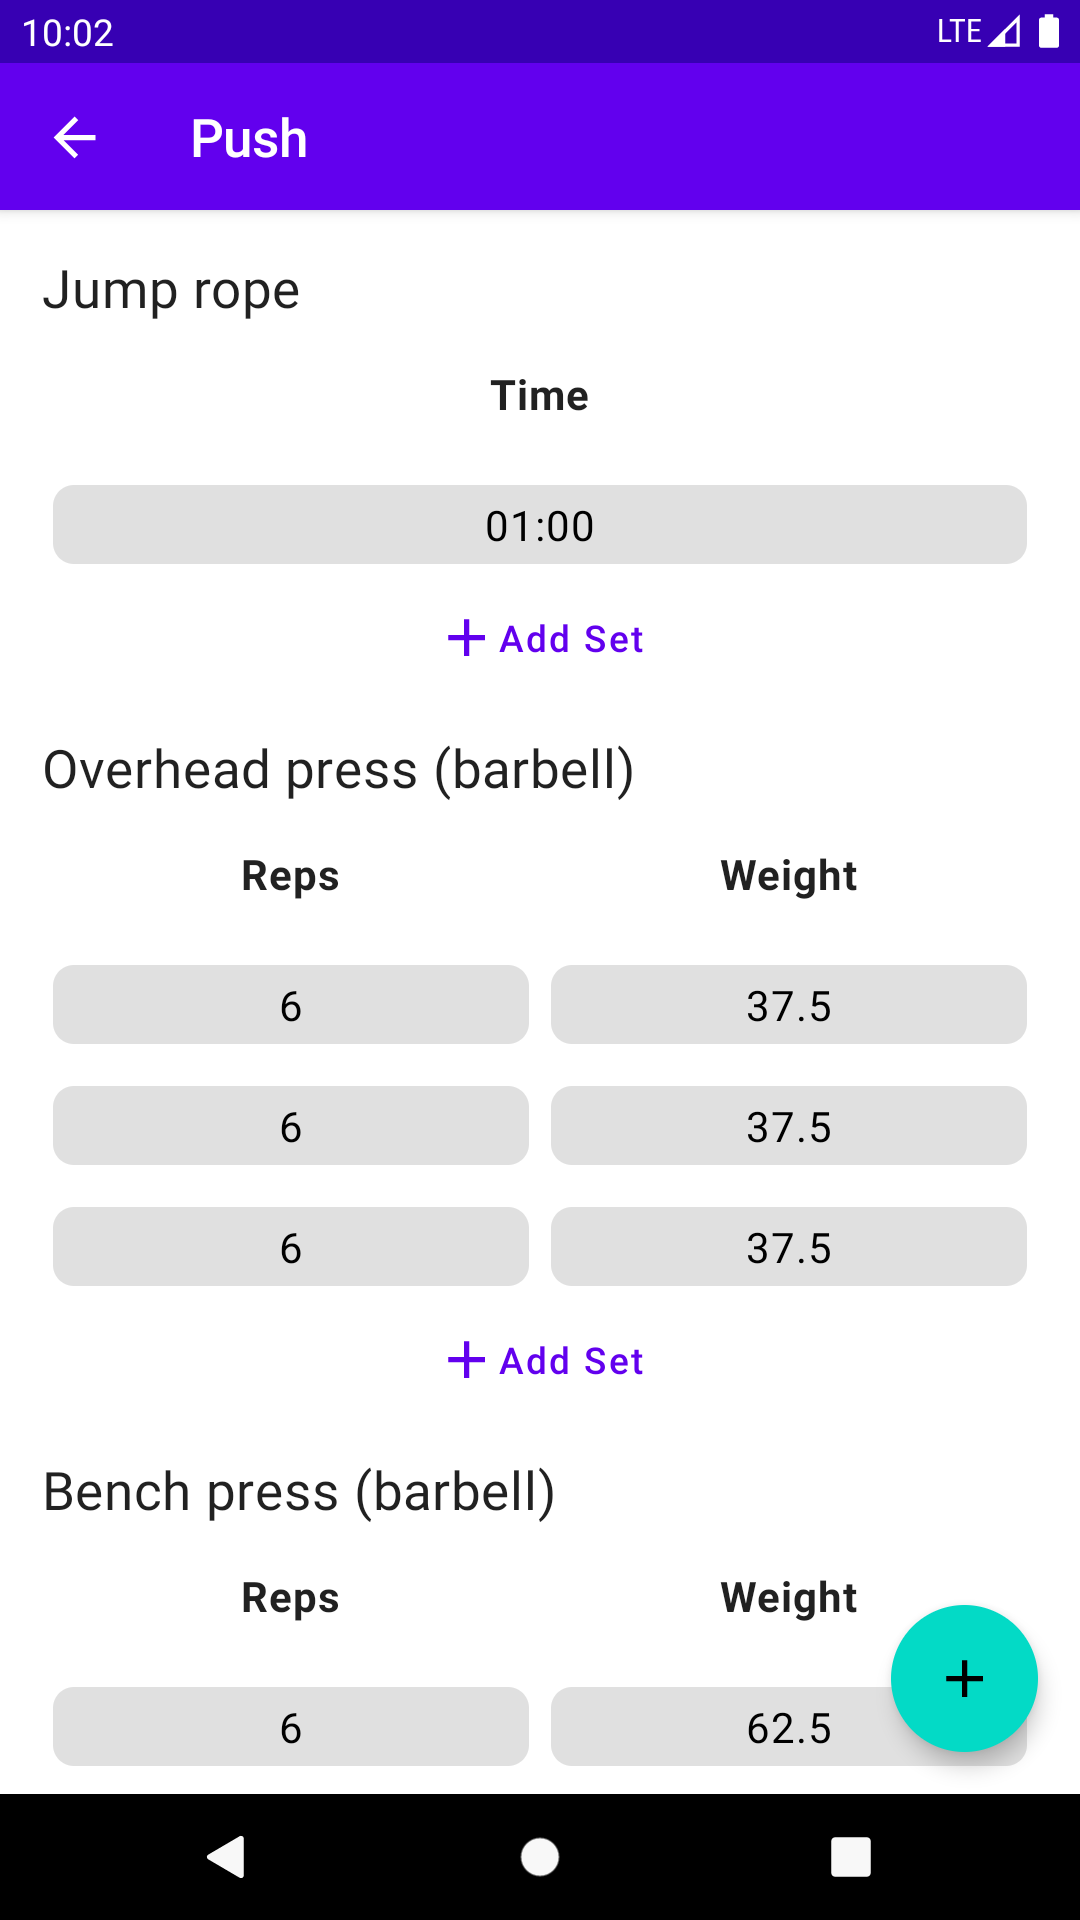 10:02 LTE
Push
Jump rope
Time
01:00
Add Set
Overhead press (barbell)
Reps Weight
6 37.5
6 37.5
6 37.5
Add Set
Bench press (barbell)
Reps Weight
6 62.5